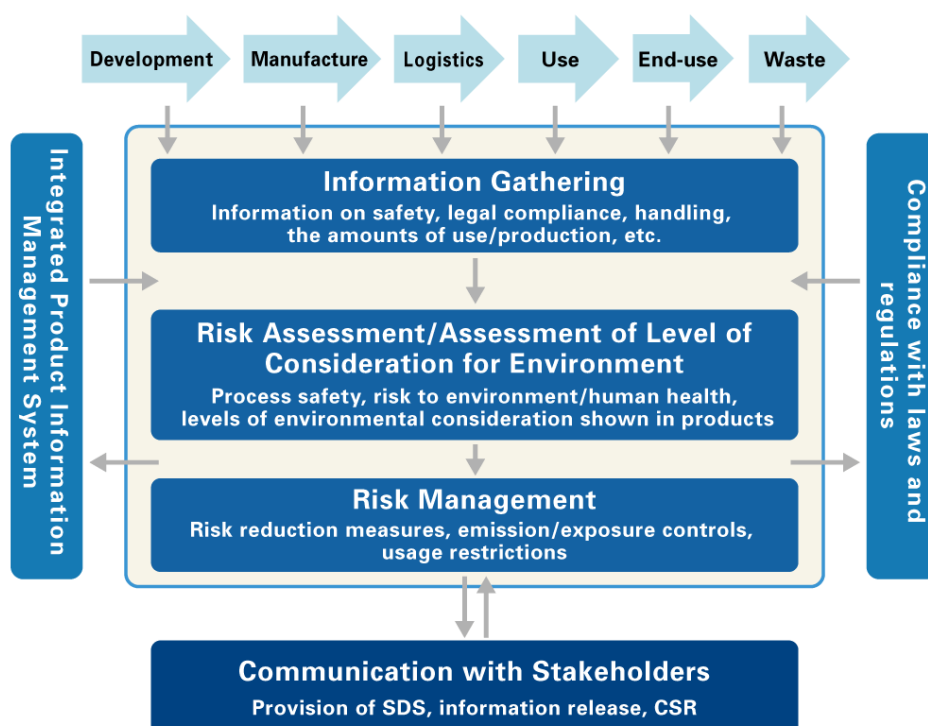 Development
Manufacture
Logistics
Use
End-use
Waste
Integrated Product Information
Management System
Information Gathering
Information on safety, legal compliance, handling,
the amounts of use/production, etc.
Risk Assessment/Assessment of Level of
Consideration for Environment
Process safety, risk to environment/human health,
levels of environmental consideration shown in products
Risk Management
Risk reduction measures, emission/exposure controls,
usage restrictions
Compliance with laws and
regulations
Communication with Stakeholders
Provision of SDS, information release, CSR